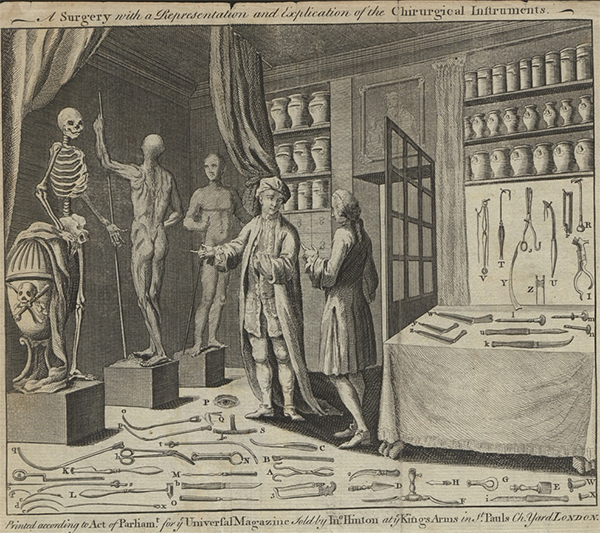 A Surgery with a Representation and Explication of the Chirurgical Instruments.
R
V T Y Z U I
l m
n
k
P
o Q
p S
q t C
K N B
M A
L b 3 D H G E W
O x F i X
Printed according to Act of Parliam.t for ye Universal Magazine Sold by Jno. Hinton at ye Kings Arms in St. Pauls Ch. Yard LONDON.